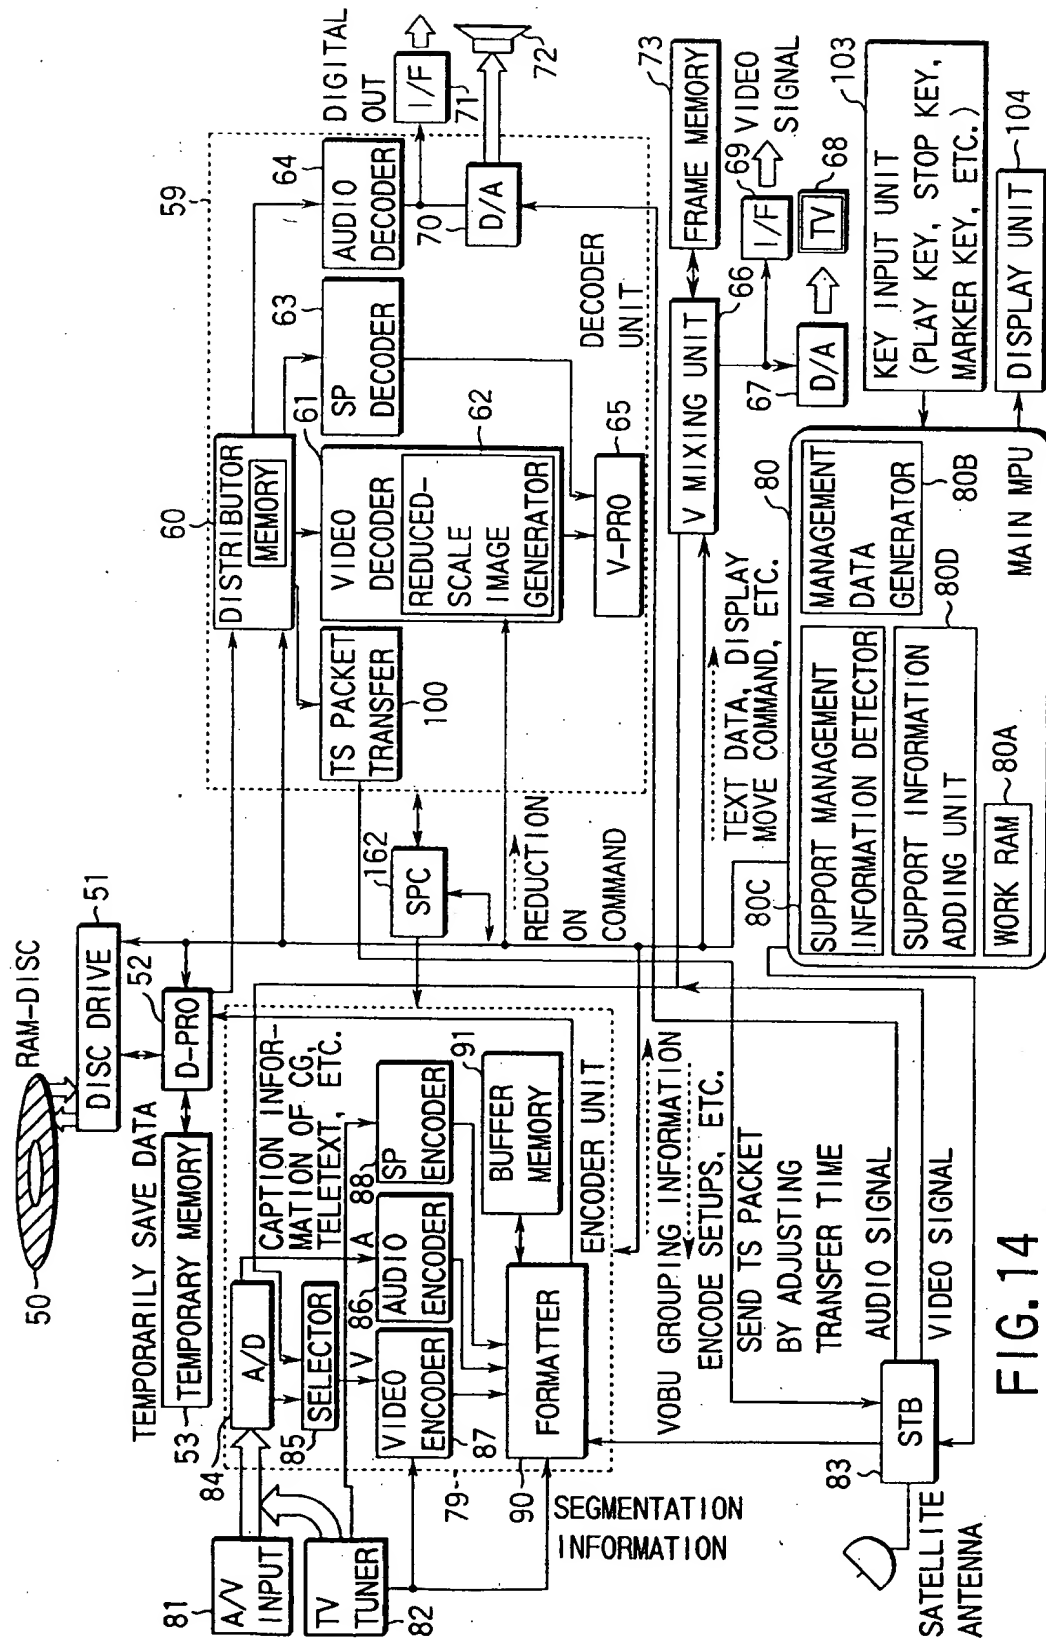 50
RAM-DISC
DISC DRIVE
51
TEMPORARILY SAVE DATA
53
TEMPORARY MEMORY
D-PRO
52
81
A/V
INPUT
TV
TUNER
82
84
A/D
CAPTION INFOR-
MATION OF CG,
TELETEXT, ETC.
85
SELECTOR
V
A
86
88
VIDEO
ENCODER
87
AUDIO
ENCODER
SP
ENCODER
79
90
FORMATTER
BUFFER
MEMORY
91
ENCODER UNIT
SEGMENTATION
INFORMATION
162
SPC
REDUCTION
ON
COMMAND
59
60
DISTRIBUTOR
MEMORY
TS PACKET
TRANSFER
100
61
VIDEO
DECODER
REDUCED-
SCALE
IMAGE
GENERATOR
62
63
SP
DECODER
64
AUDIO
DECODER
V-PRO
65
DECODER
UNIT
70
D/A
DIGITAL
OUT
I/F
71
72
VOBU GROUPING INFORMATION
ENCODE SETUPS, ETC.
SEND TS PACKET
BY ADJUSTING
TRANSFER TIME
AUDIO SIGNAL
VIDEO SIGNAL
83
STB
SATELLITE
ANTENNA
TEXT DATA, DISPLAY
MOVE COMMAND, ETC.
V MIXING UNIT
66
FRAME MEMORY
73
67
D/A
I/F
69
VIDEO
SIGNAL
TV
68
80
80C
SUPPORT MANAGEMENT
INFORMATION DETECTOR
MANAGEMENT
DATA
GENERATOR
80B
SUPPORT INFORMATION
ADDING UNIT
80D
WORK RAM
80A
MAIN MPU
KEY INPUT UNIT
(PLAY KEY, STOP KEY,
MARKER KEY, ETC.)
103
DISPLAY UNIT
104
FIG. 14